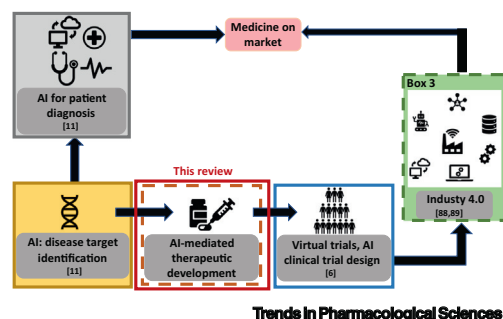 Medicine on
market
Box 3
AI for patient
diagnosis
[11]
Industy 4.0
[88,89]
This review
AI: disease target
identification
[11]
AI-mediated
therapeutic
development
Virtual trials, AI
clinical trial design
[6]
Trends in Pharmacological Sciences